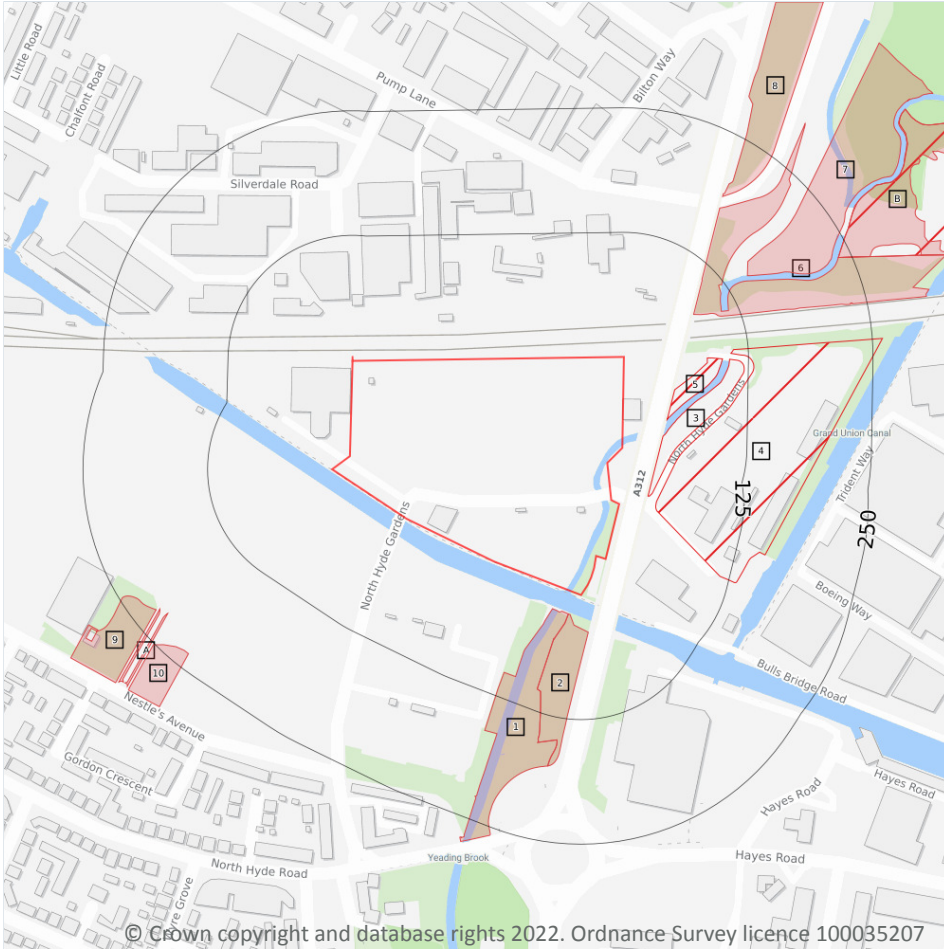 Little Road
Chalfont Road
Pump Lane
Bilton Way
8
7
B
Silverdale Road
6
5
3
North Hyde Gardens
4
Grand Union Canal
Trident Way
A312
125
250
North Hyde Gardens
Boeing Way
9
A
10
2
1
Bulls Bridge Road
Nestle's Avenue
Gordon Crescent
Hayes Road
Hayes Road
North Hyde Road
Yeading Brook
Hayes Road
yre Grove
© Crown copyright and database rights 2022. Ordnance Survey licence 100035207